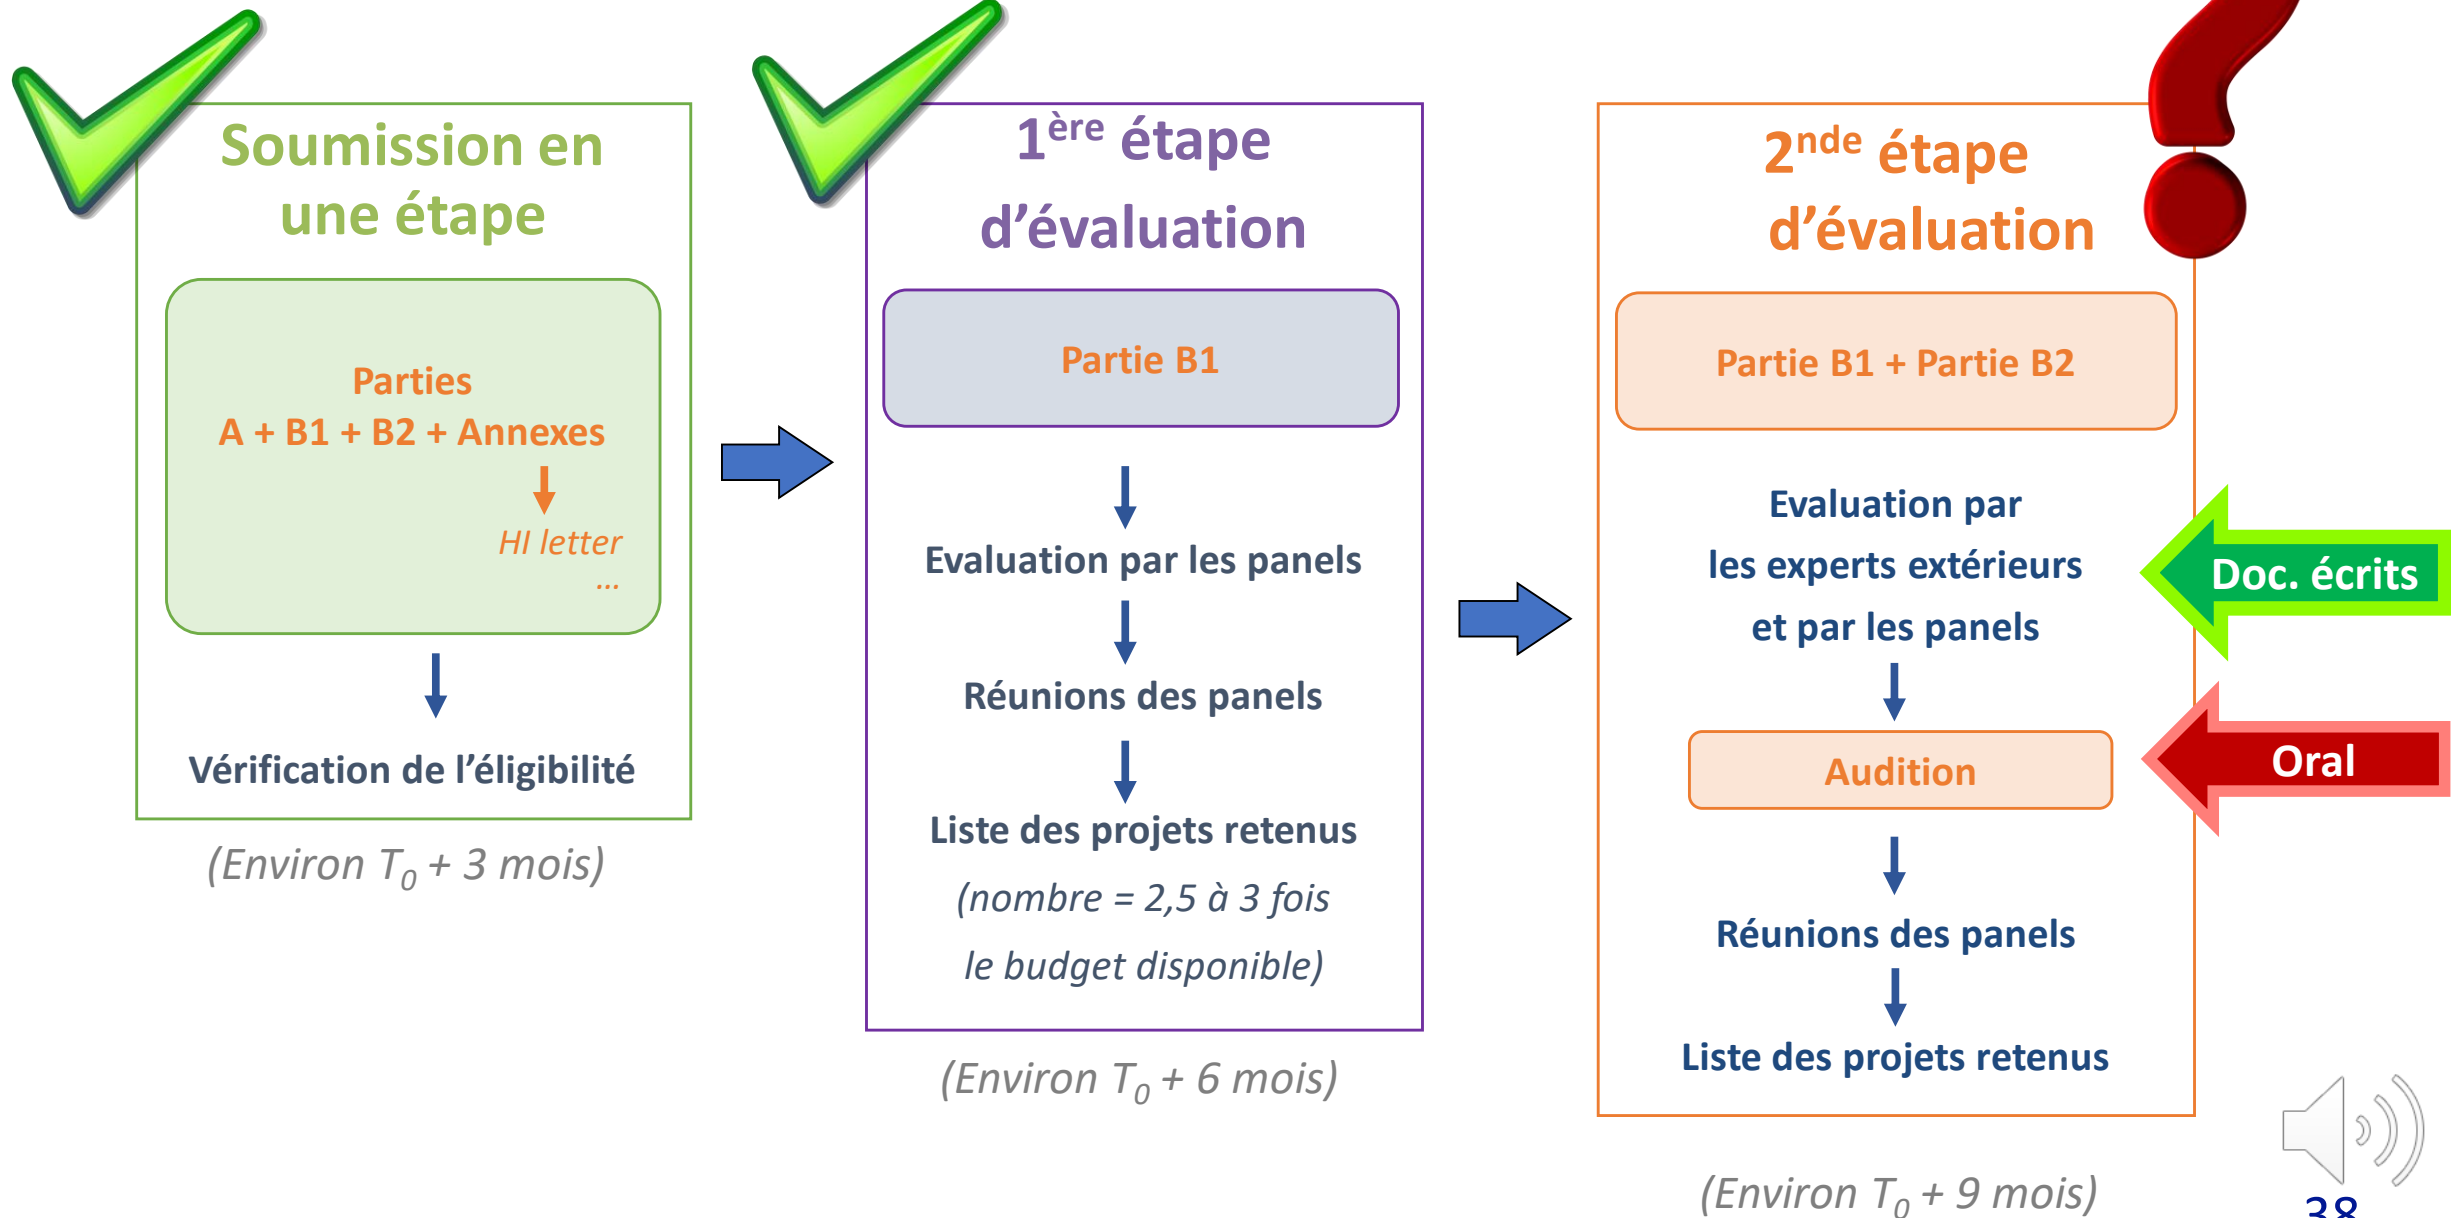 Soumission en
une étape
Parties
A + B1 + B2 + Annexes
HI letter
...
Vérification de l'éligibilité
(Environ T0 + 3 mois)
1ère étape
d'évaluation
Partie B1
Evaluation par les panels
Réunions des panels
Liste des projets retenus
(nombre = 2,5 à 3 fois
le budget disponible)
(Environ T0 + 6 mois)
2nde étape
d'évaluation
Partie B1 + Partie B2
Evaluation par
les experts extérieurs
et par les panels
Doc. écrits
Audition
Oral
Réunions des panels
Liste des projets retenus
(Environ T0 + 9 mois)
38